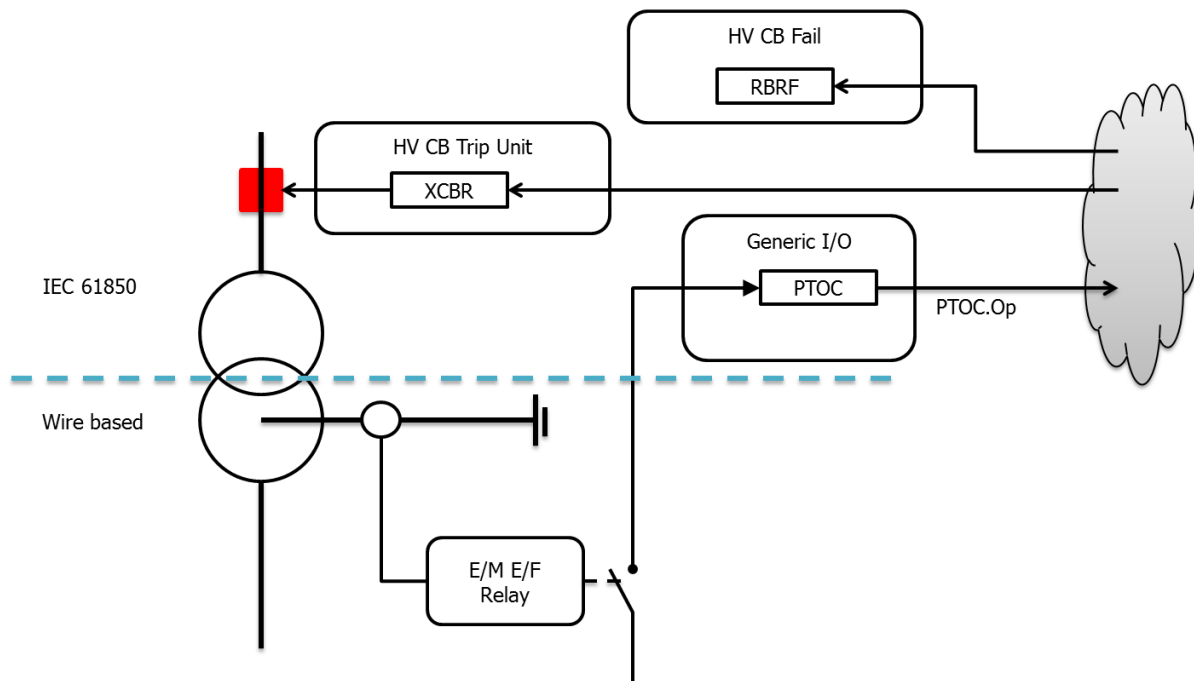 HV CB Fail
RBRF
HV CB Trip Unit
XCBR
Generic I/O
PTOC
PTOC.Op
IEC 61850
Wire based
E/M E/F
Relay